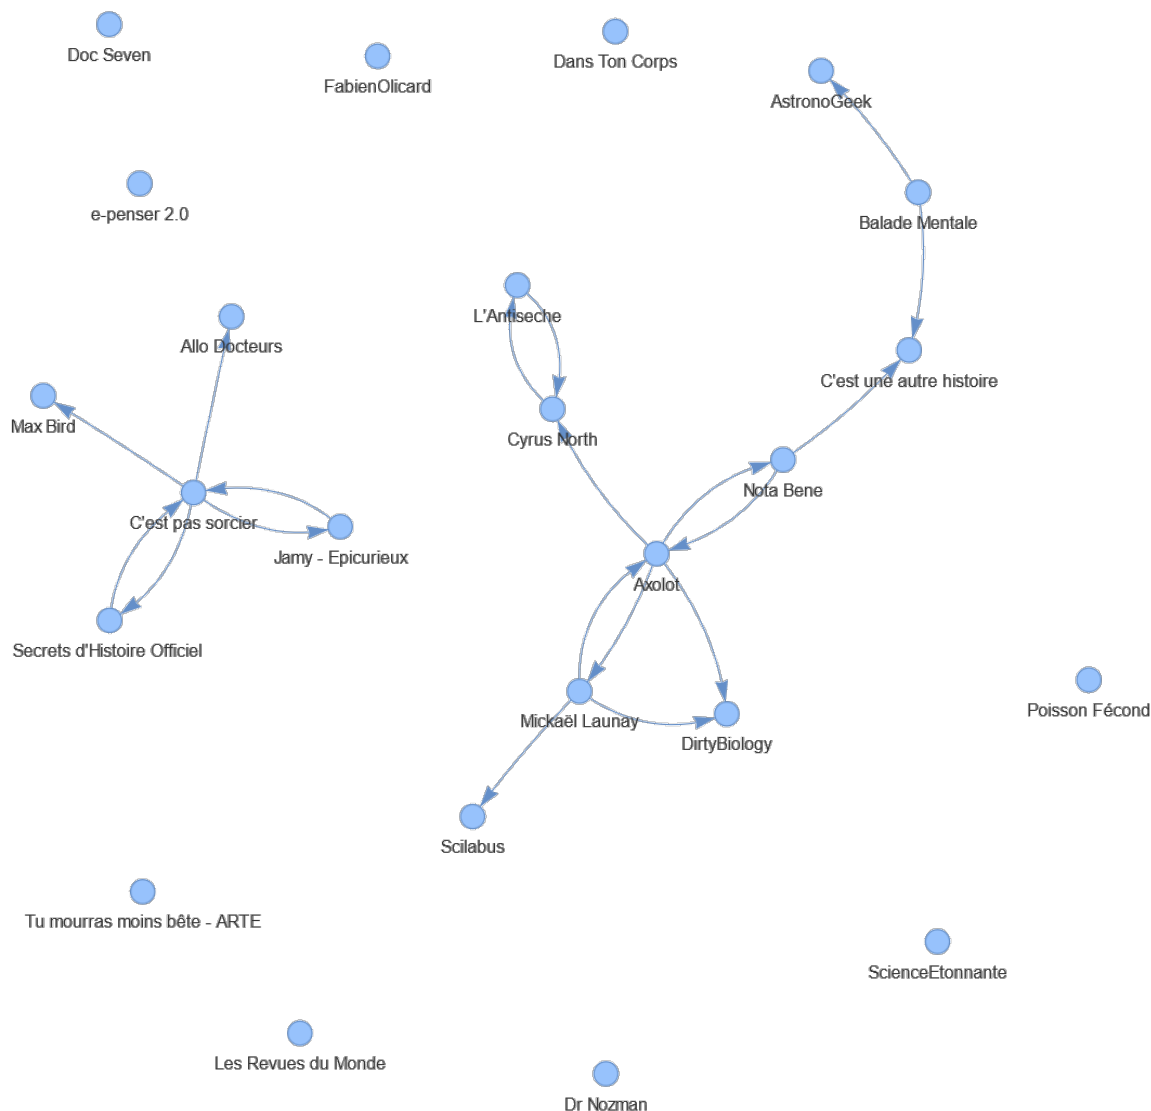 Doc Seven
FabienOlicard
Dans Ton Corps
AstronoGeek
e-penser 2.0
Balade Mentale
L'Antiseche
Allo Docteurs
C'est une autre histoire
Max Bird
Cyrus North
Nota Bene
C'est pas sorcier
Jamy - Epicurieux
Axolot
Secrets d'Histoire Officiel
Poisson Fécond
Mickaël Launay
DirtyBiology
Scilabus
Tu mourras moins bête - ARTE
ScienceEtonnante
Les Revues du Monde
Dr Nozman